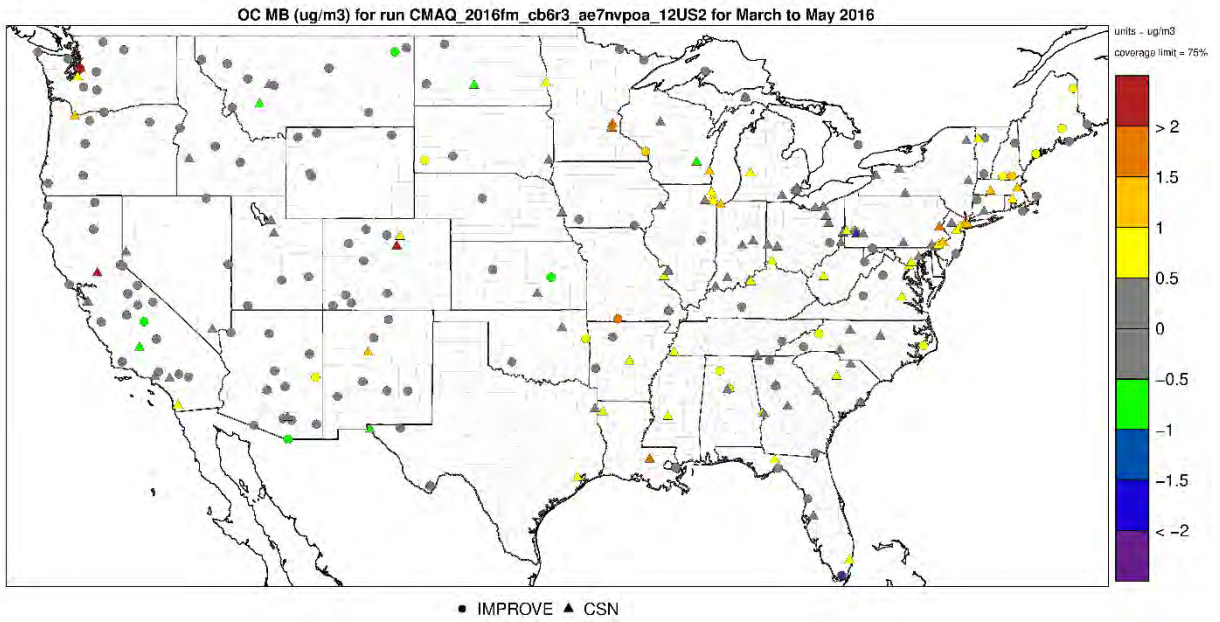 OC MB (ug/m3) for run CMAQ_2016fm_cb6r3_ae7nvpoa_12US2 for March to May 2016
units = ug/m3
coverage limit = 75%
> 2
1.5
1
0.5
0
−0.5
−1
−1.5
< −2
● IMPROVE ▲ CSN